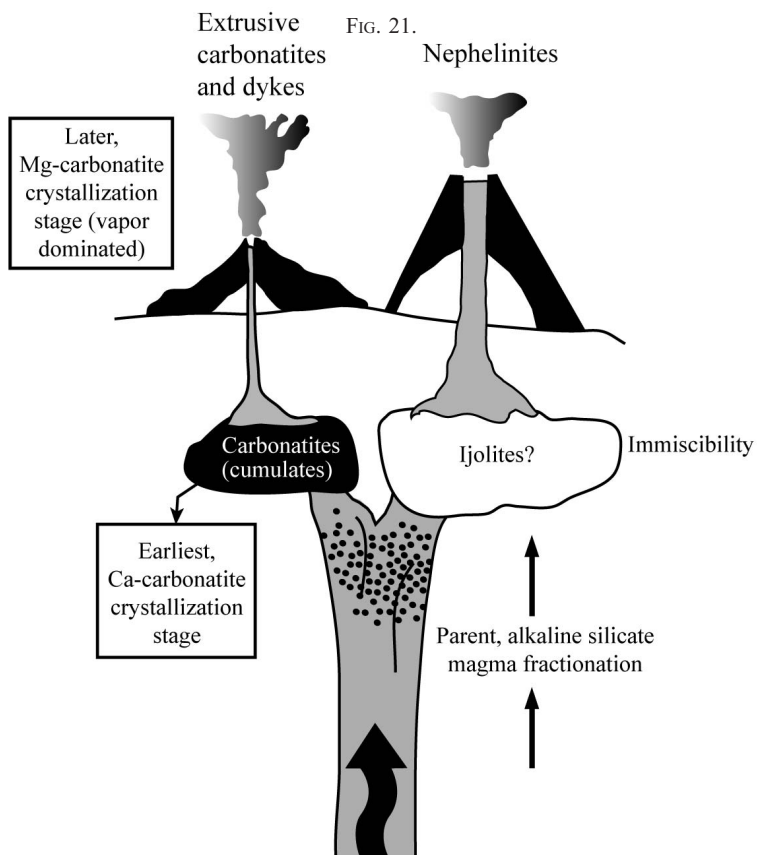 FIG. 21.
Extrusive
carbonatites
and dykes
Nephelinites
Later,
Mg-carbonatite
crystallization
stage (vapor
dominated)
Carbonatites
(cumulates)
Ijolites?
Immiscibility
Earliest,
Ca-carbonatite
crystallization
stage
Parent, alkaline silicate
magma fractionation